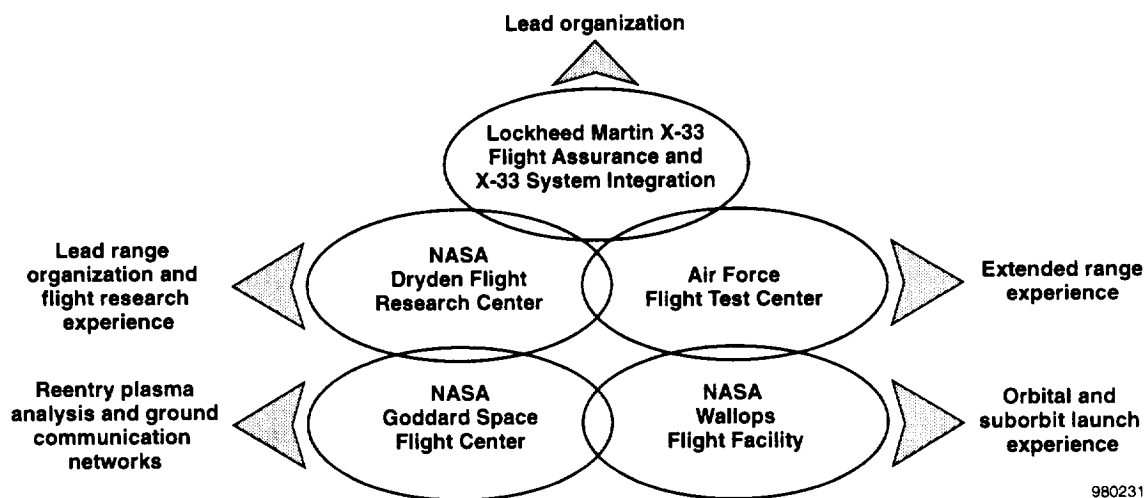 Lead organization
Lockheed Martin X-33
Flight Assurance and
X-33 System Integration
Lead range
organization and
flight research
experience
NASA
Dryden Flight
Research Center
Air Force
Flight Test Center
Extended range
experience
Reentry plasma
analysis and ground
communication
networks
NASA
Goddard Space
Flight Center
NASA
Wallops
Flight Facility
Orbital and
suborbit launch
experience
980231